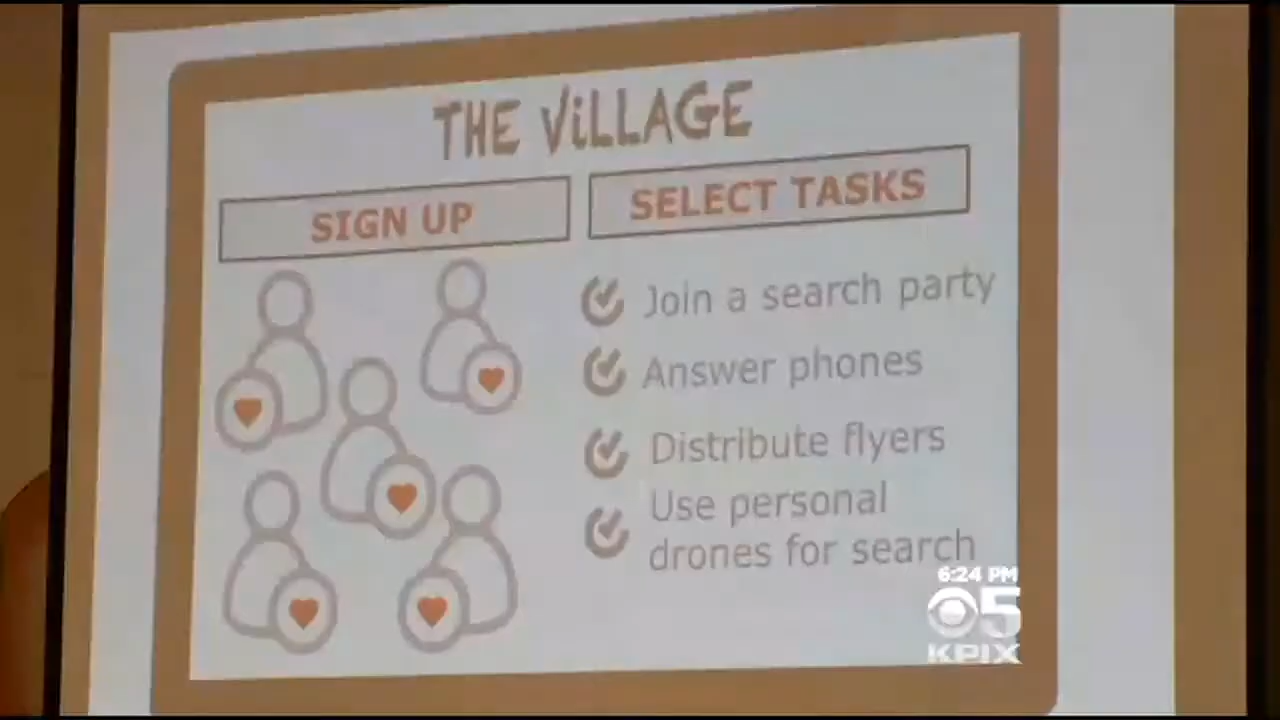 THE ViLLAGE
SIGN UP
SELECT TASKS
Join a search party
Answer phones
Distribute flyers
Use personal
drones for search
6:24 PM
5
KPIX